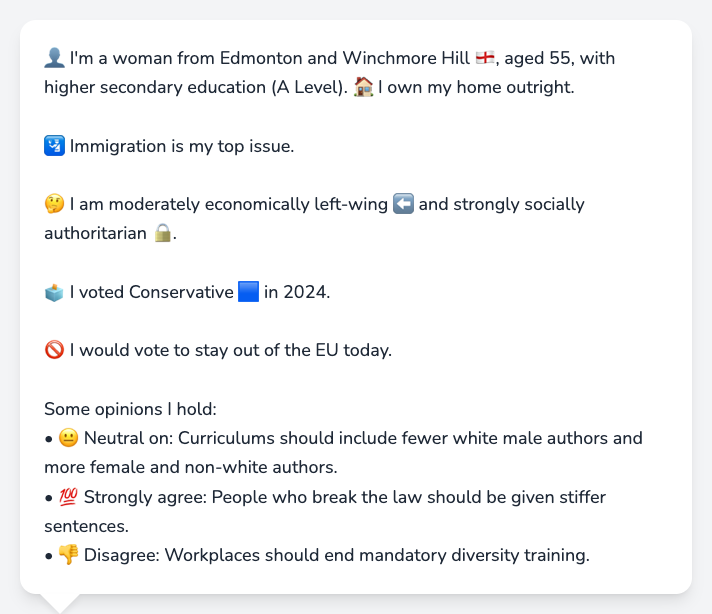 👤 I'm a woman from Edmonton and Winchmore Hill 🏴󠁧󠁢󠁥󠁮󠁧󠁿, aged 55, with
higher secondary education (A Level). 🏠 I own my home outright.
🛂 Immigration is my top issue.
🤔 I am moderately economically left-wing ⬅️ and strongly socially
authoritarian 🔒.
🗳️ I voted Conservative 🟦 in 2024.
🚫 I would vote to stay out of the EU today.
Some opinions I hold:
• 😐 Neutral on: Curriculums should include fewer white male authors and
more female and non-white authors.
• 💯 Strongly agree: People who break the law should be given stiffer
sentences.
• 👎 Disagree: Workplaces should end mandatory diversity training.